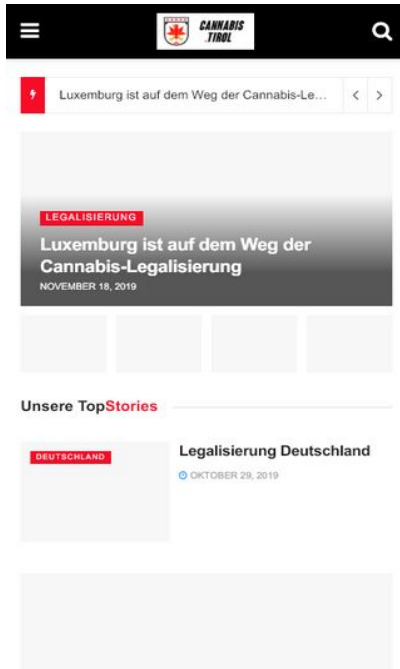 CANNABIS
.TIROL
Luxemburg ist auf dem Weg der Cannabis-Le...
LEGALISIERUNG
Luxemburg ist auf dem Weg der
Cannabis-Legalisierung
NOVEMBER 18, 2019
Unsere TopStories
DEUTSCHLAND
Legalisierung Deutschland
OKTOBER 29, 2019